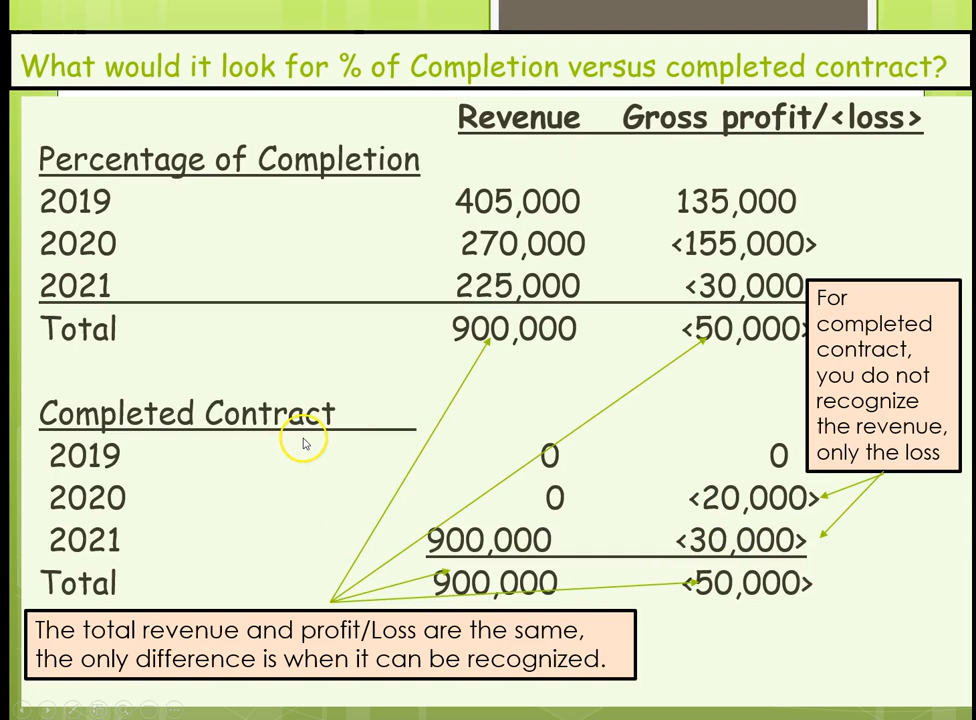 What would it look for % of Completion versus completed contract?
Revenue Gross profit/<loss>
Percentage of Completion
2019 405,000 135,000
2020 270,000 <155,000>
2021 225,000 <30,000
Total 900,000 <50,000>
For
completed
contract,
you do not
recognize
the revenue,
only the loss
Completed Contract
2019 0 0
2020 0 <20,000>
2021 900,000 <30,000>
Total 900,000 <50,000>
The total revenue and profit/Loss are the same,
the only difference is when it can be recognized.